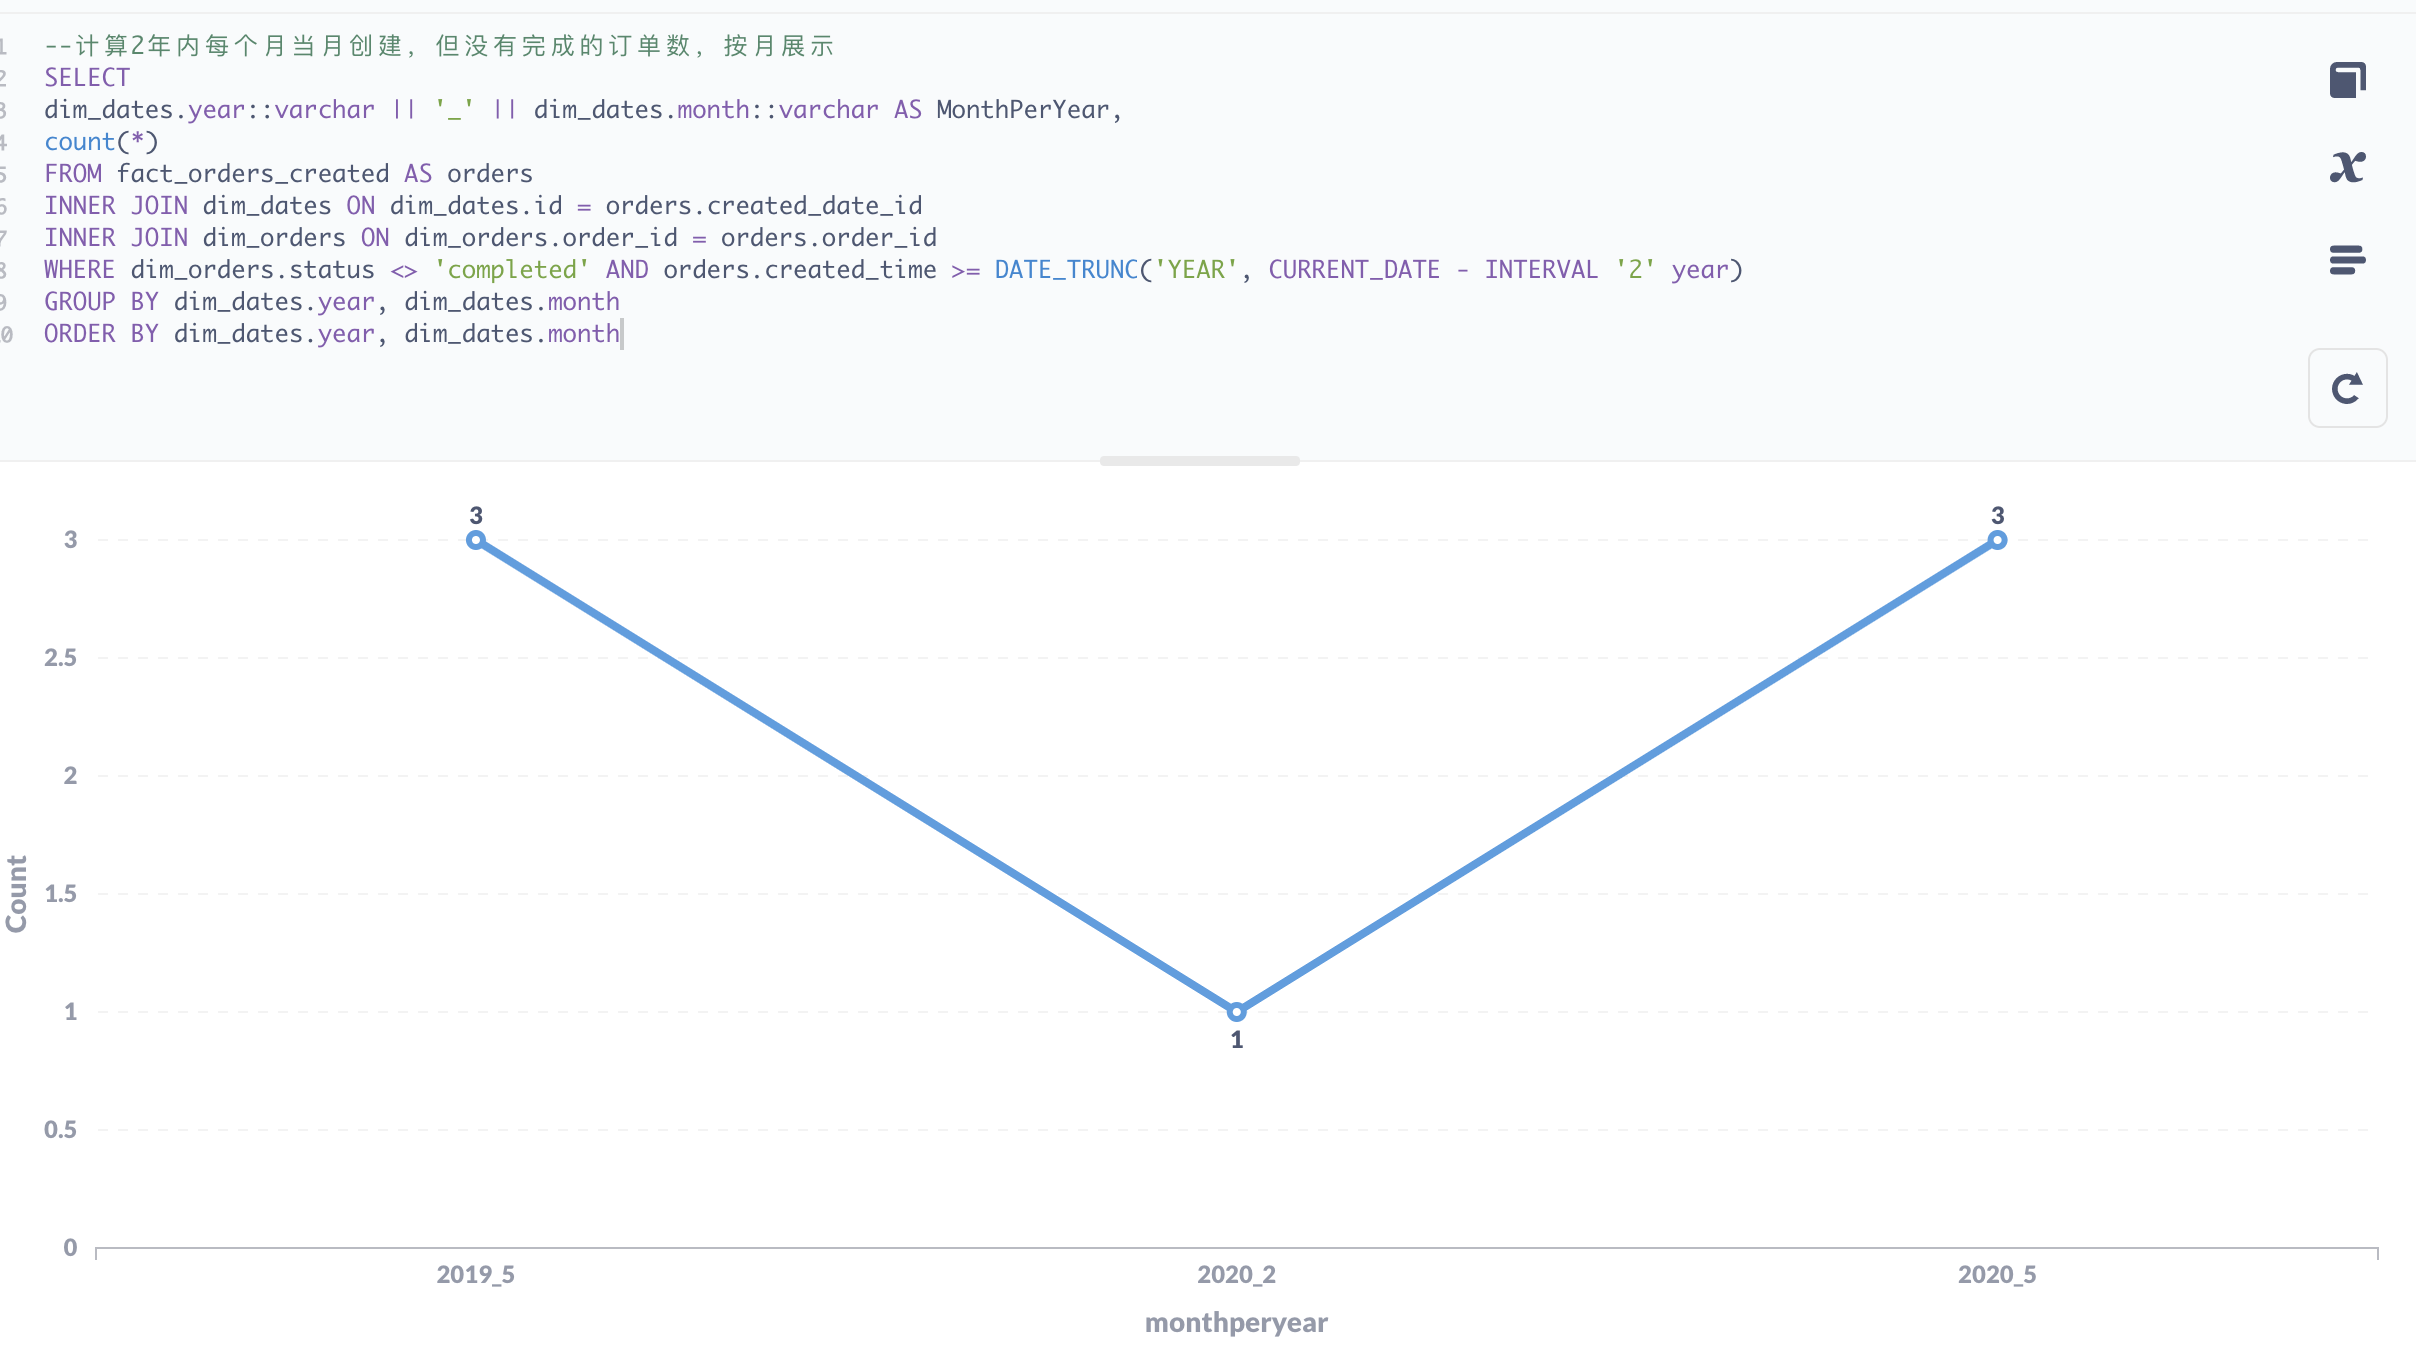 1 --计算2年内每个月当月创建，但没有完成的订单数，按月展示
2 SELECT
3 dim_dates.year::varchar || '_' || dim_dates.month::varchar AS MonthPerYear,
4 count(*)
5 FROM fact_orders_created AS orders
6 INNER JOIN dim_dates ON dim_dates.id = orders.created_date_id
7 INNER JOIN dim_orders ON dim_orders.order_id = orders.order_id
8 WHERE dim_orders.status <> 'completed' AND orders.created_time >= DATE_TRUNC('YEAR', CURRENT_DATE - INTERVAL '2' year)
9 GROUP BY dim_dates.year, dim_dates.month
0 ORDER BY dim_dates.year, dim_dates.month
x
3
3
3
2.5
2
1.5
Count
1
1
0.5
0
2019_5
2020_2
2020_5
monthperyear